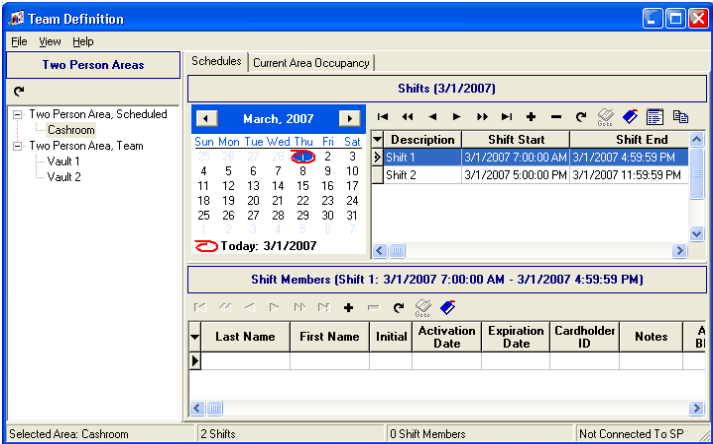 Team Definition
File View Help
Two Person Areas
Two Person Area, Scheduled
Cashroom
Two Person Area, Team
Vault 1
Vault 2
Schedules Current Area Occupancy
Shifts (3/1/2007)
March, 2007
Sun Mon Tue Wed Thu Fri Sat
25 26 27 28 1 2 3
4 5 6 7 8 9 10
11 12 13 14 15 16 17
18 19 20 21 22 23 24
25 26 27 28 29 30 31
1 2 3 4 5 6 7
Today: 3/1/2007
Goto
Description Shift Start Shift End
Shift 1 3/1/2007 7:00:00 AM 3/1/2007 4:59:59 PM
Shift 2 3/1/2007 5:00:00 PM 3/1/2007 11:59:59 PM
Shift Members (Shift 1: 3/1/2007 7:00:00 AM - 3/1/2007 4:59:59 PM)
Goto
Last Name First Name Initial Activation Date Expiration Date Cardholder ID Notes
Selected Area: Cashroom 2 Shifts 0 Shift Members Not Connected To SP